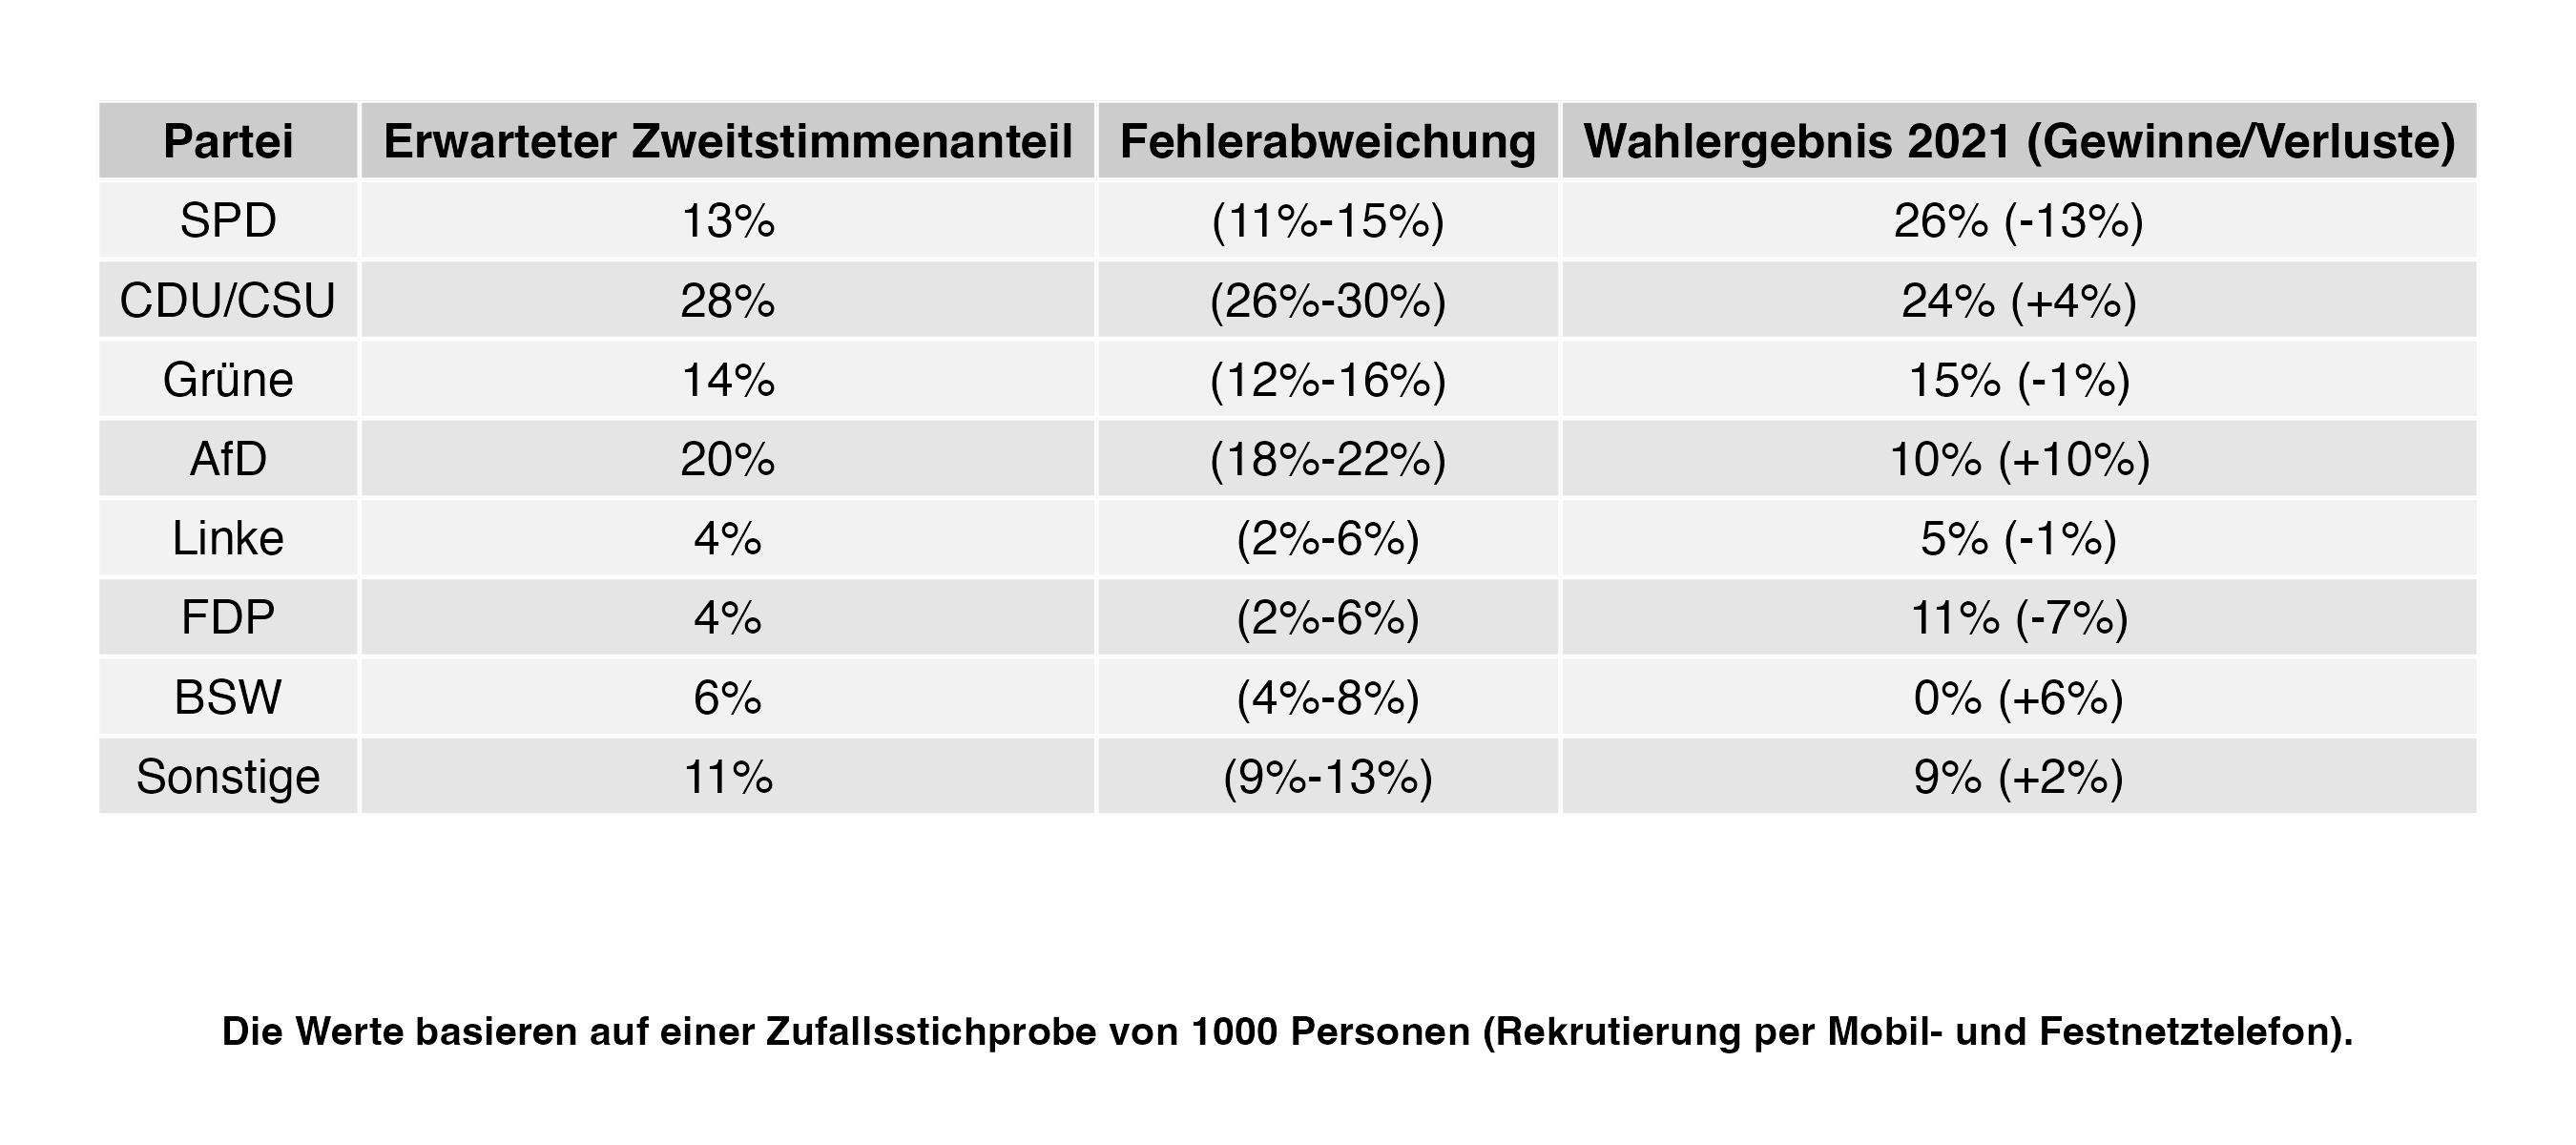 Partei Erwarteter Zweitstimmenanteil Fehlerabweichung Wahlergebnis 2021 (Gewinne/Verluste)
SPD 13% (11%-15%) 26% (-13%)
CDU/CSU 28% (26%-30%) 24% (+4%)
Grüne 14% (12%-16%) 15% (-1%)
AfD 20% (18%-22%) 10% (+10%)
Linke 4% (2%-6%) 5% (-1%)
FDP 4% (2%-6%) 11% (-7%)
BSW 6% (4%-8%) 0% (+6%)
Sonstige 11% (9%-13%) 9% (+2%)
Die Werte basieren auf einer Zufallsstichprobe von 1000 Personen (Rekrutierung per Mobil- und Festnetztelefon).